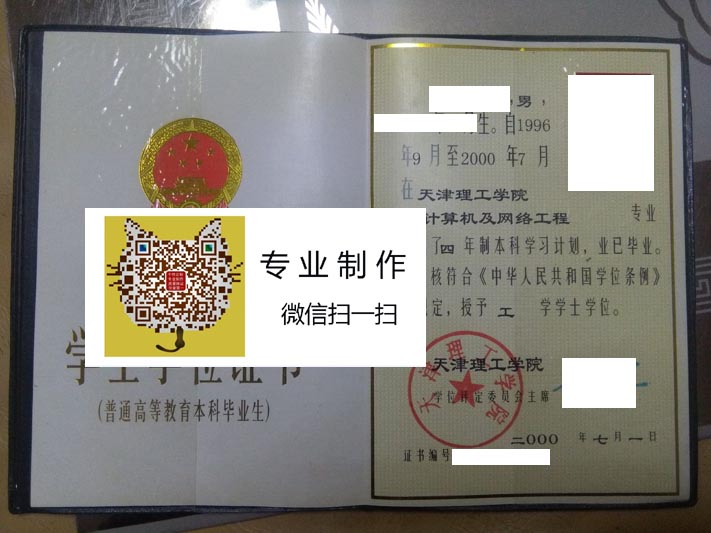 学士学位证书
(普通高等教育本科毕业生)
专业制作
微信扫一扫
,男,
生。自1996
年9月至2000年7月
在天津理工学院
计算机及网络工程 专业
了四年制本科学习计划,业已毕业。
核符合《中华人民共和国学位条例》
定,授予工学学士学位。
天津理工学院
学位评定委员会主席
天津理工学院
二000年七月一日
证书编号